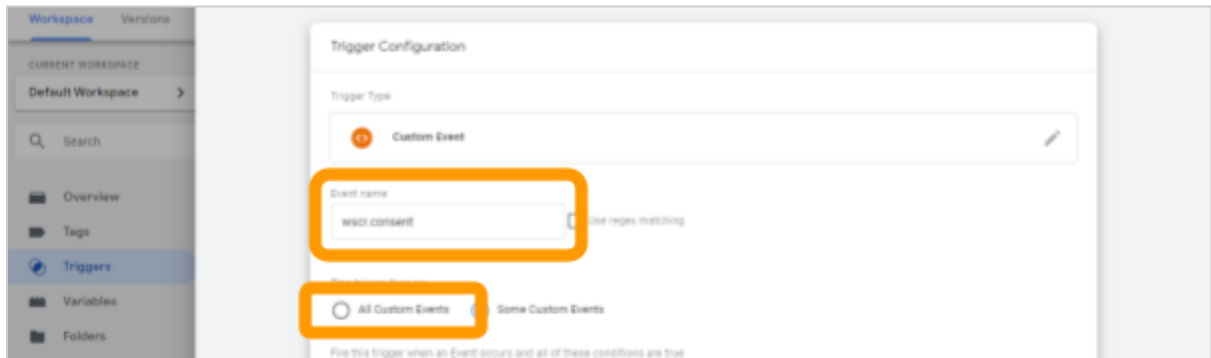 Workspace Versions
CURRENT WORKSPACE
Default Workspace
Search
Overview
Tags
Triggers
Variables
Folders
Trigger Configuration
Trigger Type
Custom Event
Event name
wscr.consent
Use regex matching
All Custom Events Some Custom Events
Fire this trigger when an Event occurs and all of these conditions are true